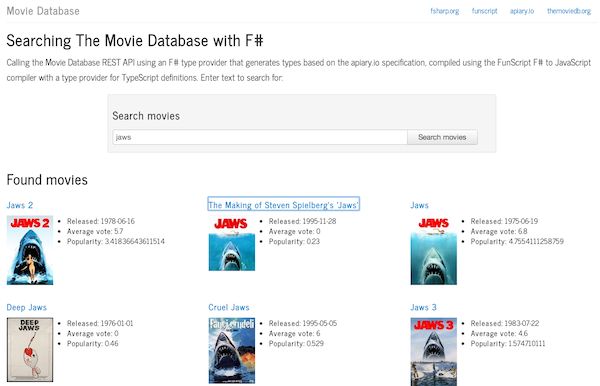 Movie Database
fsharp.org funscript apiary.io themoviedb.org
Searching The Movie Database with F#
Calling the Movie Database REST API using an F# type provider that generates types based on the apiary.io specification, compiled using the FunScript F# to JavaScript
compiler with a type provider for TypeScript definitions. Enter text to search for:
Search movies
jaws
Search movies
Found movies
Jaws 2
JAWS 2
Released: 1978-06-16
Average vote: 5.7
Popularity: 3.41836643611514
The Making of Steven Spielberg's 'Jaws'
JAWS
Released: 1995-11-28
Average vote: 0
Popularity: 0.23
Jaws
JAWS
Released: 1975-06-19
Average vote: 6.8
Popularity: 4.7554111258759
Deep Jaws
DEEP
JAWS
Released: 1976-01-01
Average vote: 0
Popularity: 0.46
Cruel Jaws
Fauci crudeli
Released: 1995-05-05
Average vote: 6
Popularity: 0.529
Jaws 3
JAWS 3
Released: 1983-07-22
Average vote: 4.6
Popularity: 1.574710111